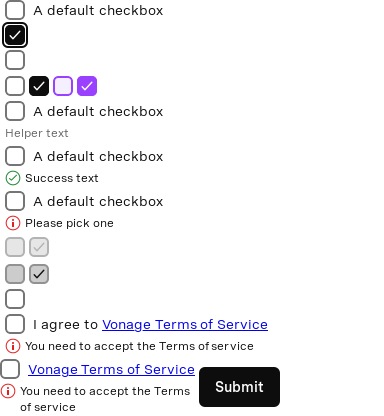 A default checkbox
A default checkbox
Helper text
A default checkbox
Success text
A default checkbox
Please pick one
I agree to Vonage Terms of Service
You need to accept the Terms of service
Vonage Terms of Service
You need to accept the Terms
of service
Submit